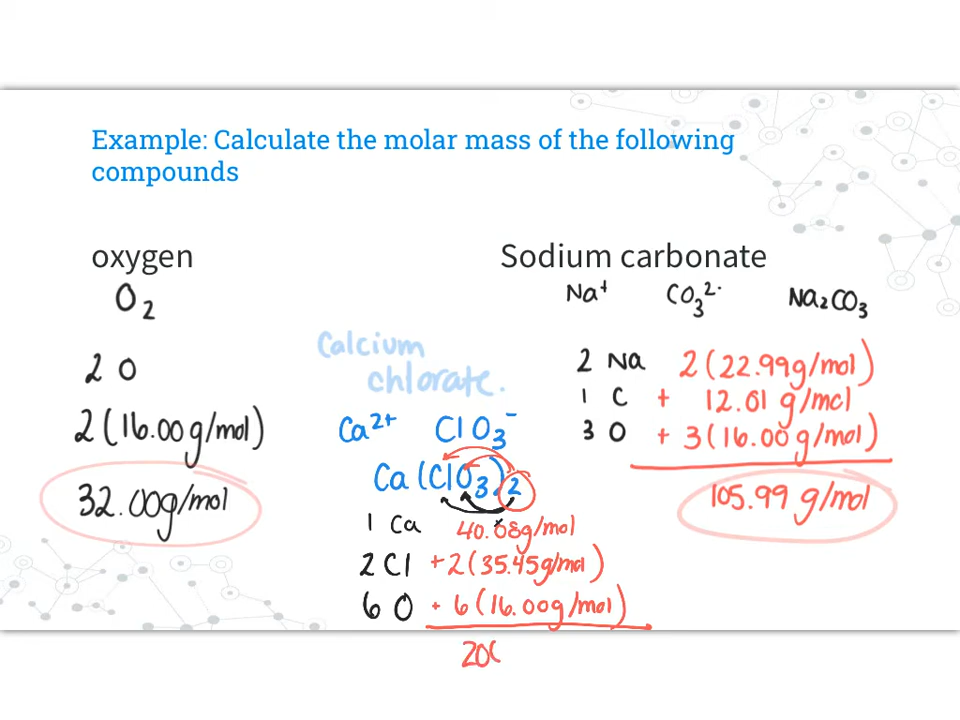 Example: Calculate the molar mass of the following
compounds
oxygen
O2
2 O
2(16.00g/mol)
32.00g/mol
Calcium
chlorate.
Ca2+ ClO3-
Ca(ClO3)2
1 Ca 40.08g/mol
2 Cl +2(35.45g/mol)
6 O + 6(16.00g/mol)
Sodium carbonate
Na+ CO3 2- Na2CO3
2 Na 2(22.99g/mol)
1 C + 12.01 g/mol
3 O + 3(16.00g/mol)
105.99 g/mol